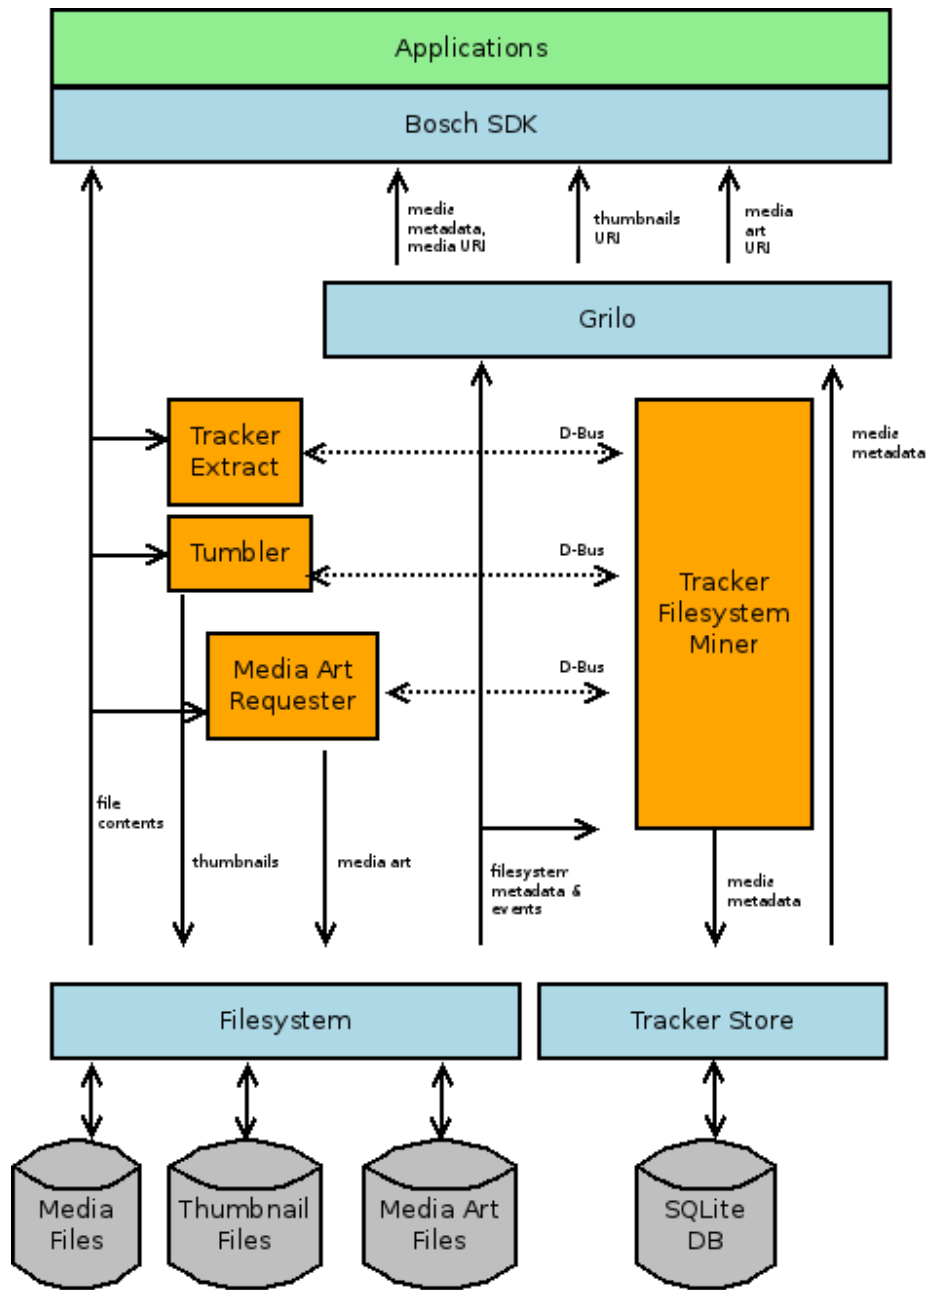 Applications
Bosch SDK
media
metadata,
media URI
thumbnails
URI
media
art
URI
Grilo
Tracker
Extract
D-Bus
media
metadata
Tumbler
D-Bus
Tracker
Filesystem
Miner
Media Art
Requester
D-Bus
file
contents
thumbnails
media art
filesystem
metadata &
events
media
metadata
Filesystem
Tracker Store
Media
Files
Thumbnail
Files
Media Art
Files
SQLite
DB